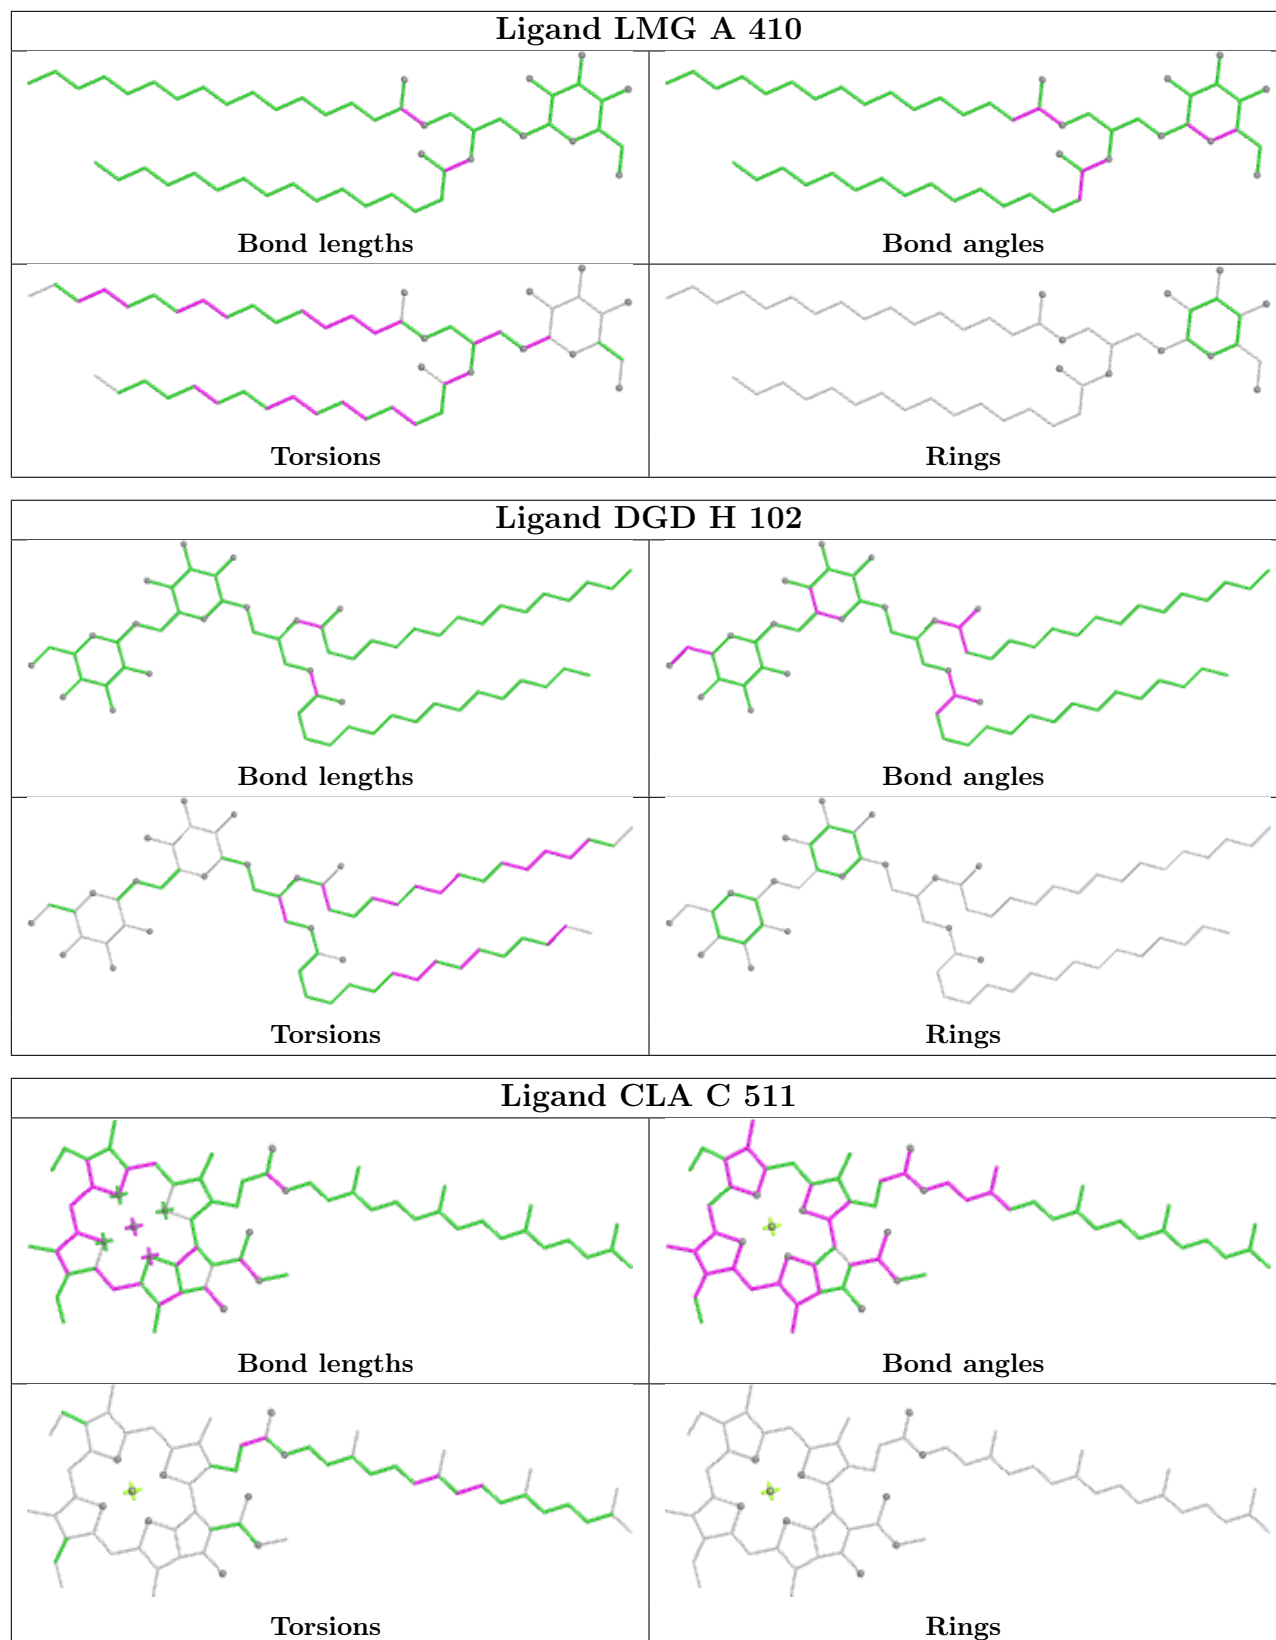 Ligand LMG A 410
Bond lengths
Bond angles
Torsions
Rings
Ligand DGD H 102
Bond lengths
Bond angles
Torsions
Rings
Ligand CLA C 511
Bond lengths
Bond angles
Torsions
Rings